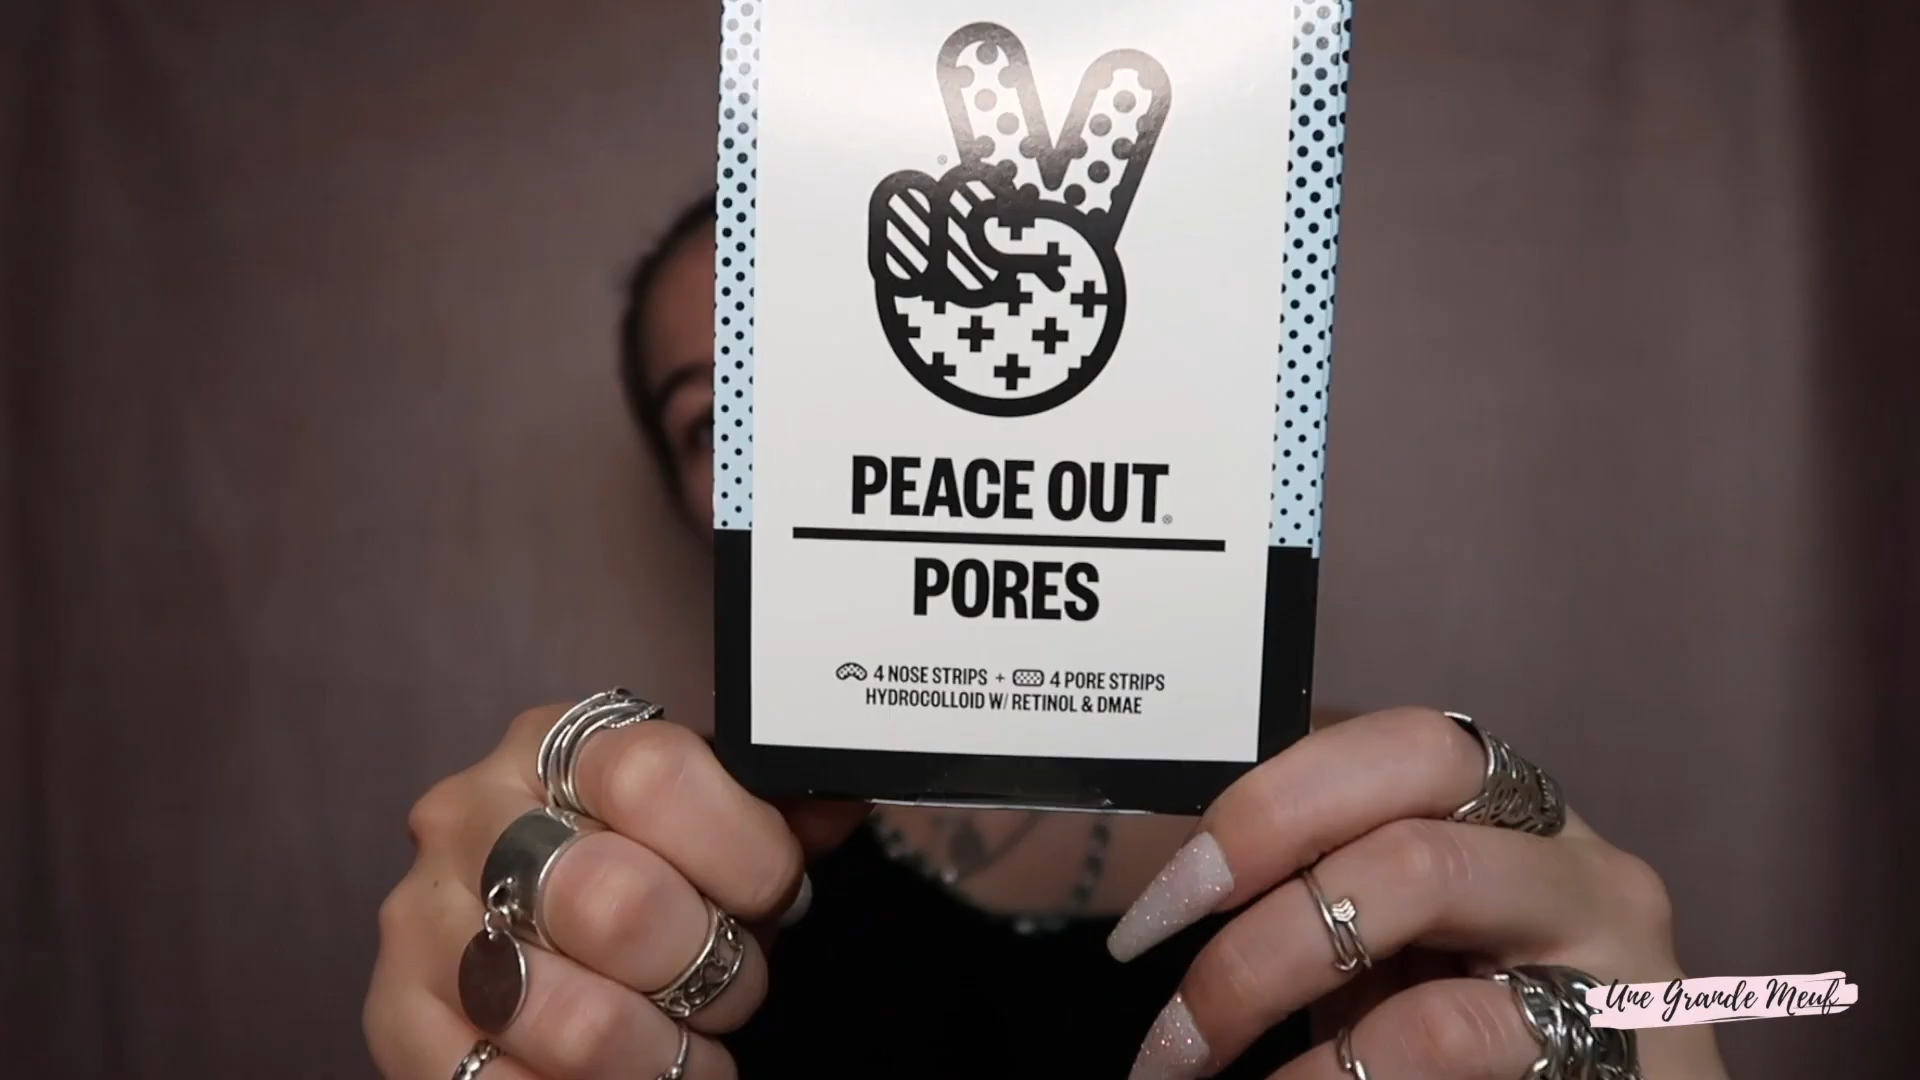 PEACE OUT®
PORES
4 NOSE STRIPS + 4 PORE STRIPS
HYDROCOLLOID W/ RETINOL & DMAE
Une Grande Meuf